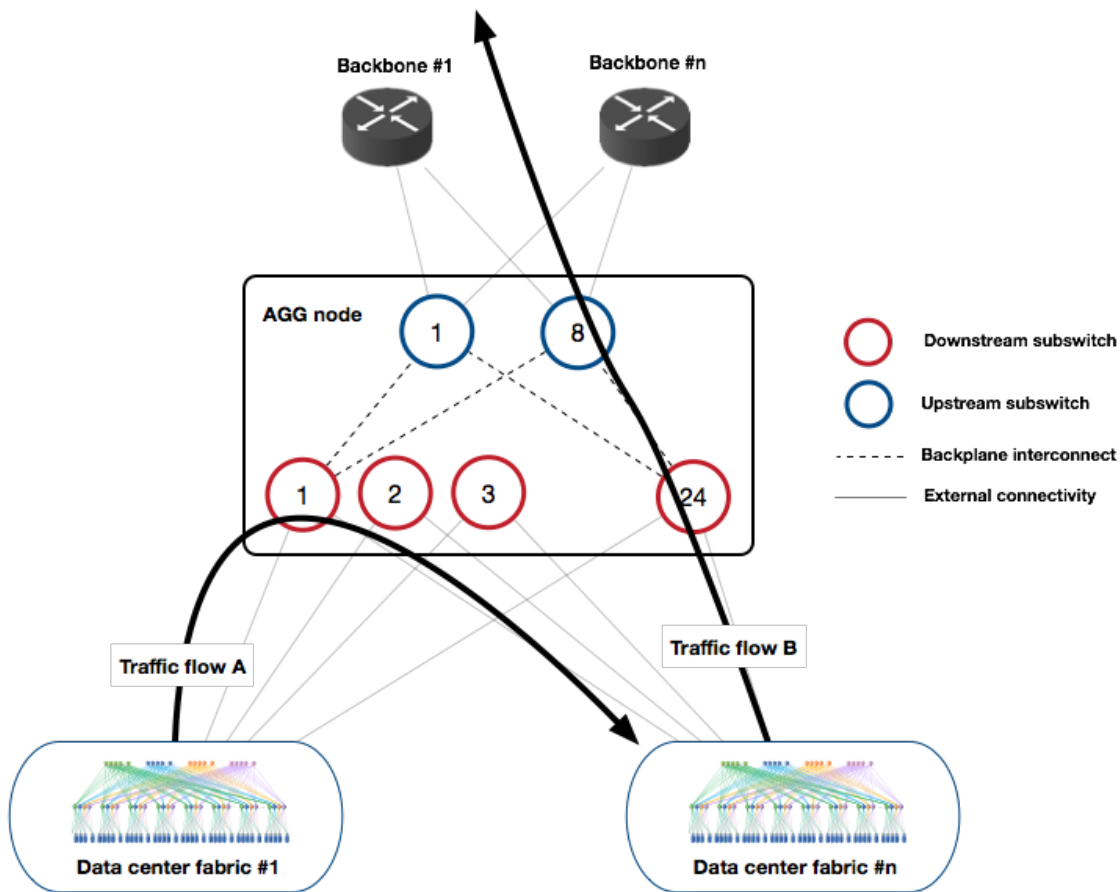 Backbone #1
Backbone #n
AGG node
1
8
Downstream subswitch
Upstream subswitch
Backplane interconnect
External connectivity
1
2
3
24
Traffic flow A
Traffic flow B
Data center fabric #1
Data center fabric #n